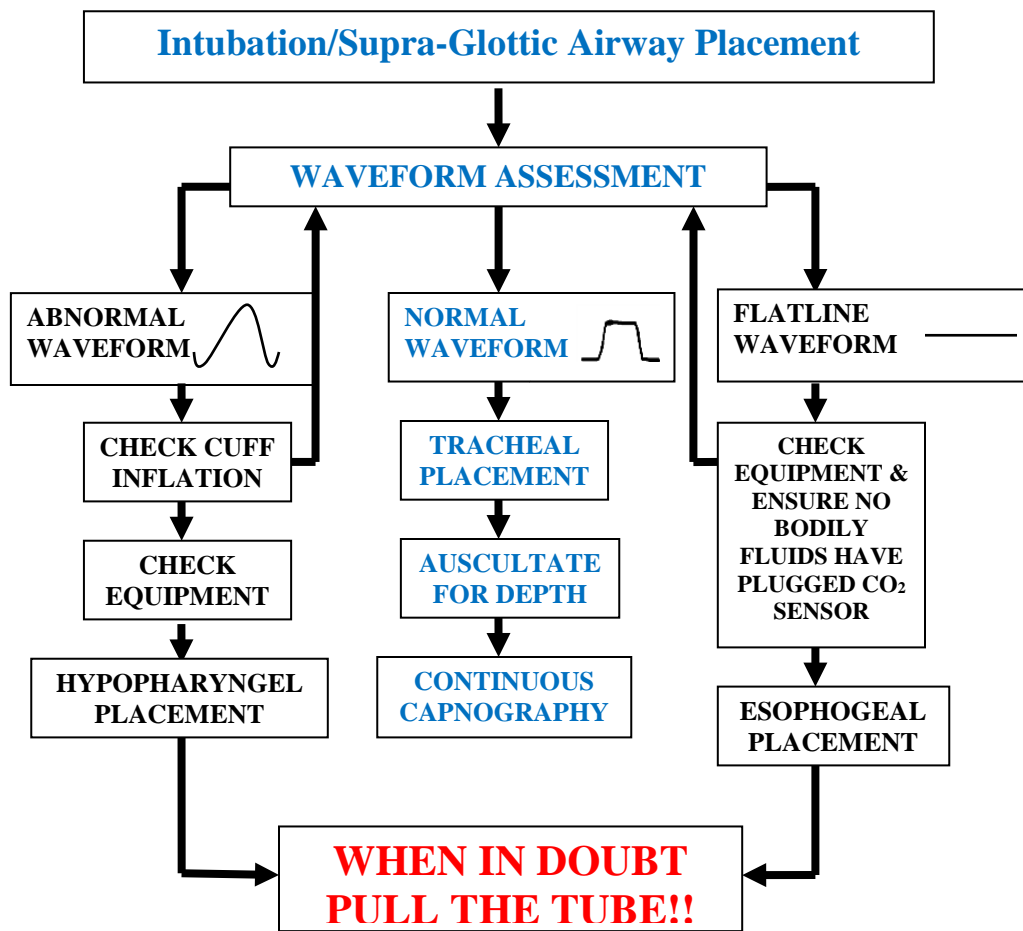 Intubation/Supra-Glottic Airway Placement
WAVEFORM ASSESSMENT
ABNORMAL
WAVEFORM
NORMAL
WAVEFORM
FLATLINE
WAVEFORM
CHECK CUFF
INFLATION
TRACHEAL
PLACEMENT
CHECK
EQUIPMENT &
ENSURE NO
BODILY
FLUIDS HAVE
PLUGGED CO₂
SENSOR
CHECK
EQUIPMENT
AUSCULTATE
FOR DEPTH
HYPOPHARYNGEL
PLACEMENT
CONTINUOUS
CAPNOGRAPHY
ESOPHOGEAL
PLACEMENT
WHEN IN DOUBT
PULL THE TUBE!!